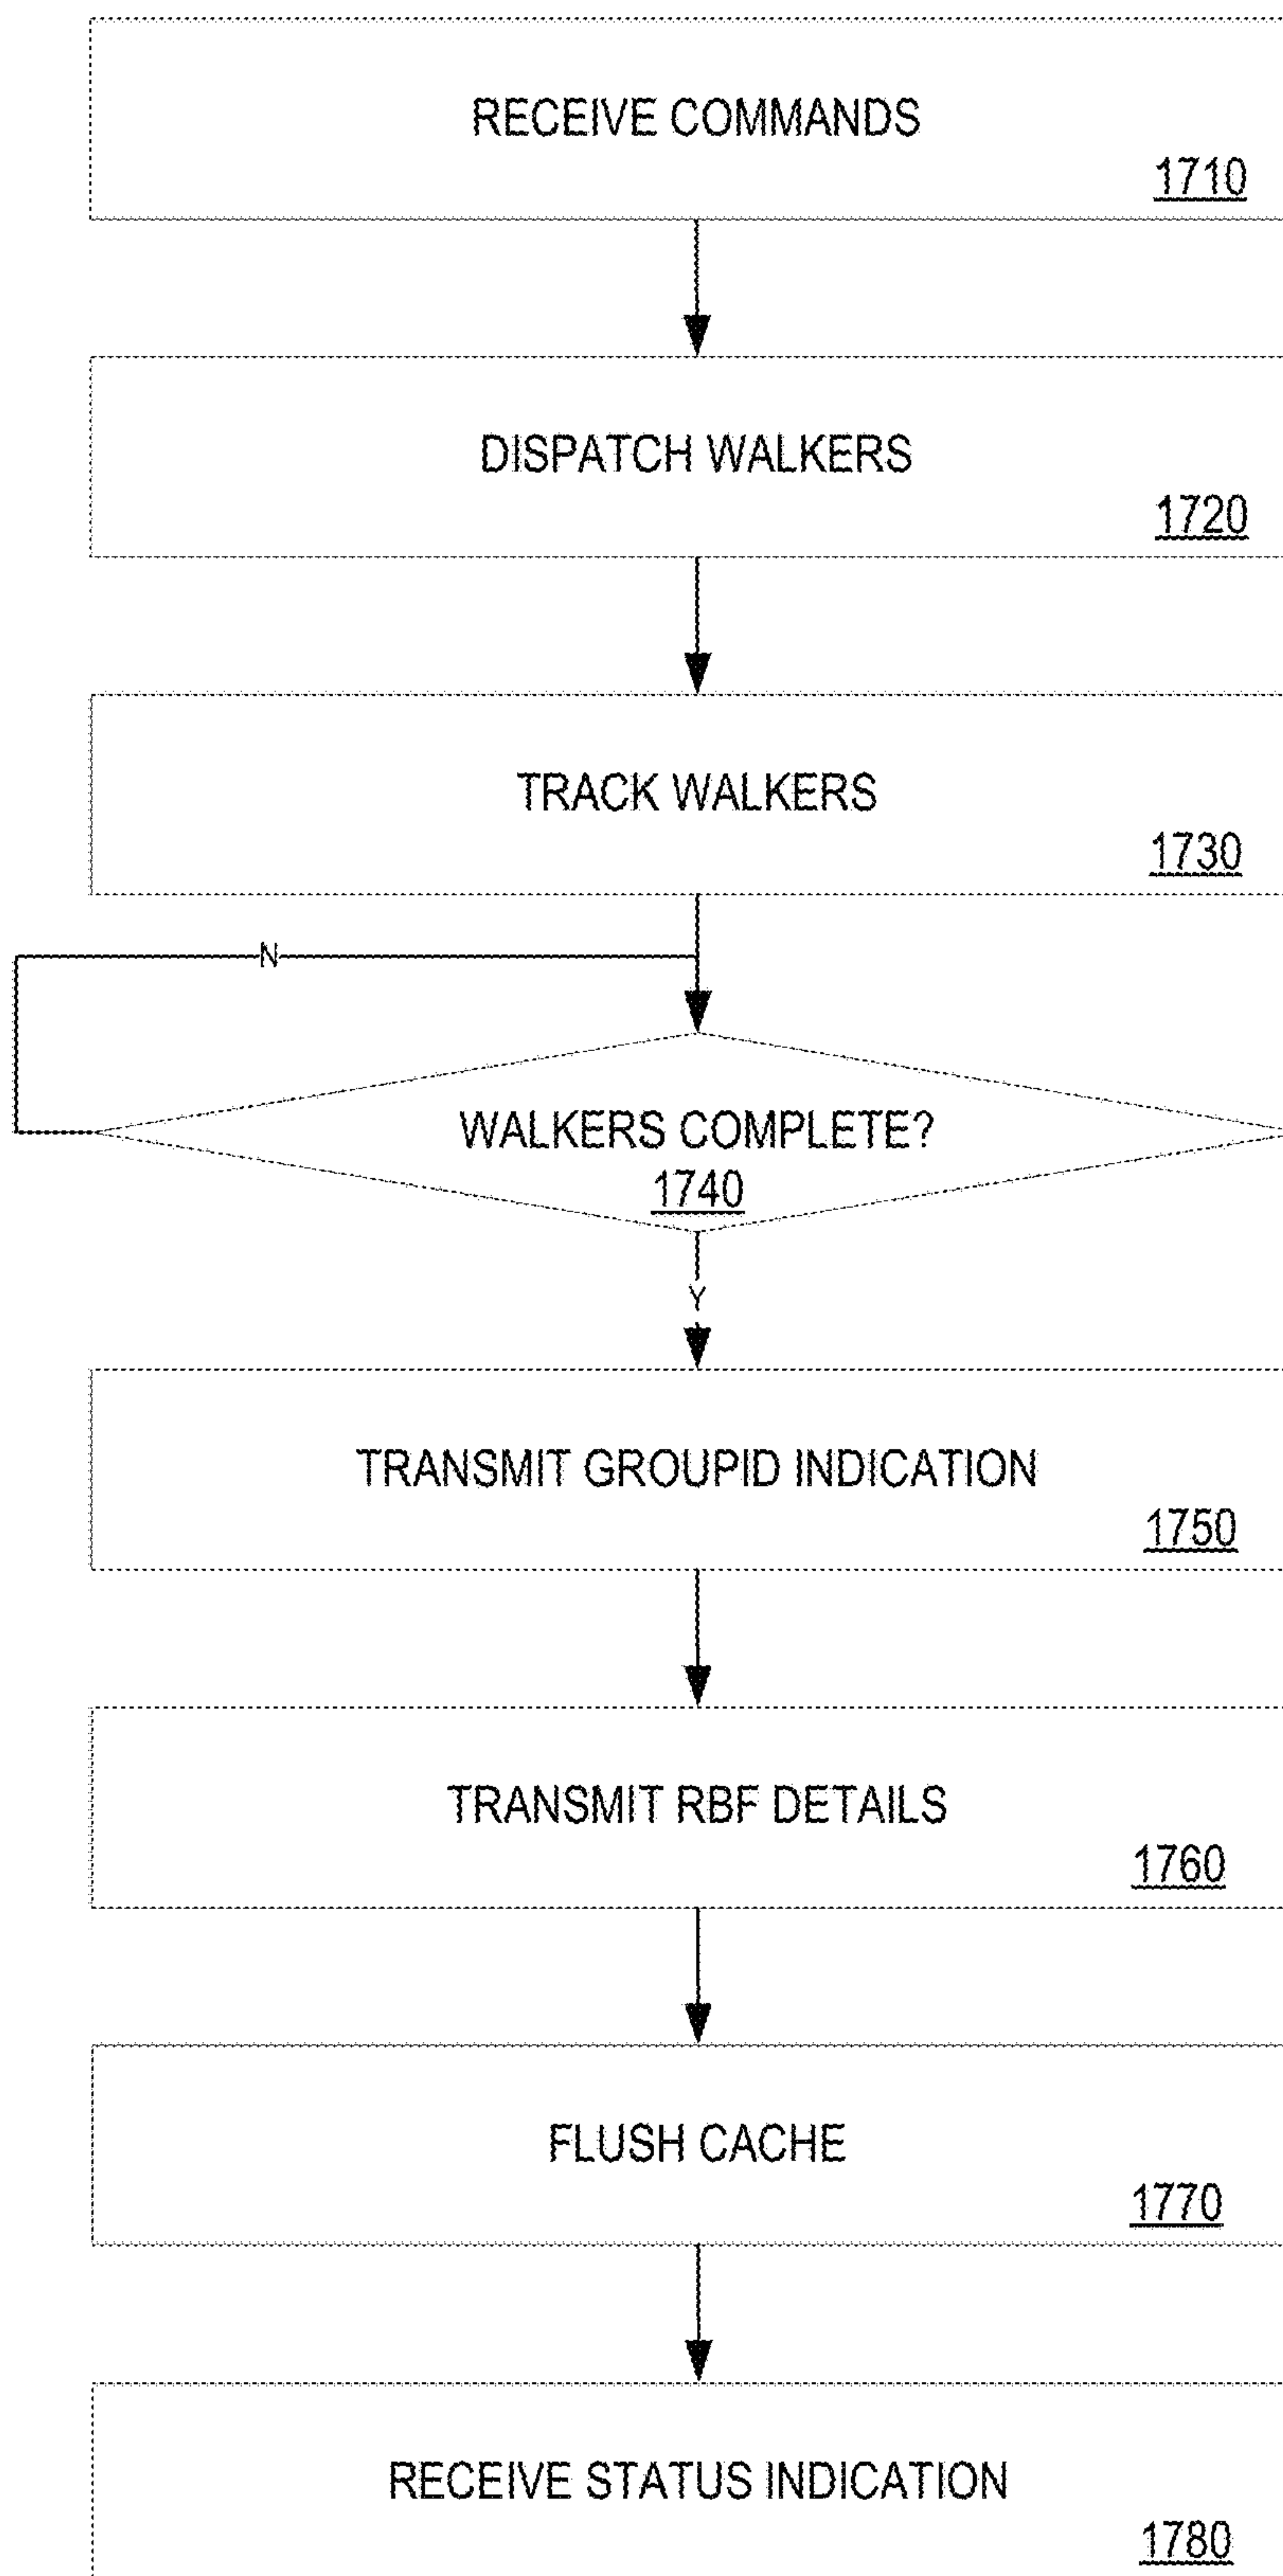 RECEIVE COMMANDS
1710
DISPATCH WALKERS
1720
TRACK WALKERS
1730
N
WALKERS COMPLETE?
1740
Y
TRANSMIT GROUPID INDICATION
1750
TRANSMIT RBF DETAILS
1760
FLUSH CACHE
1770
RECEIVE STATUS INDICATION
1780